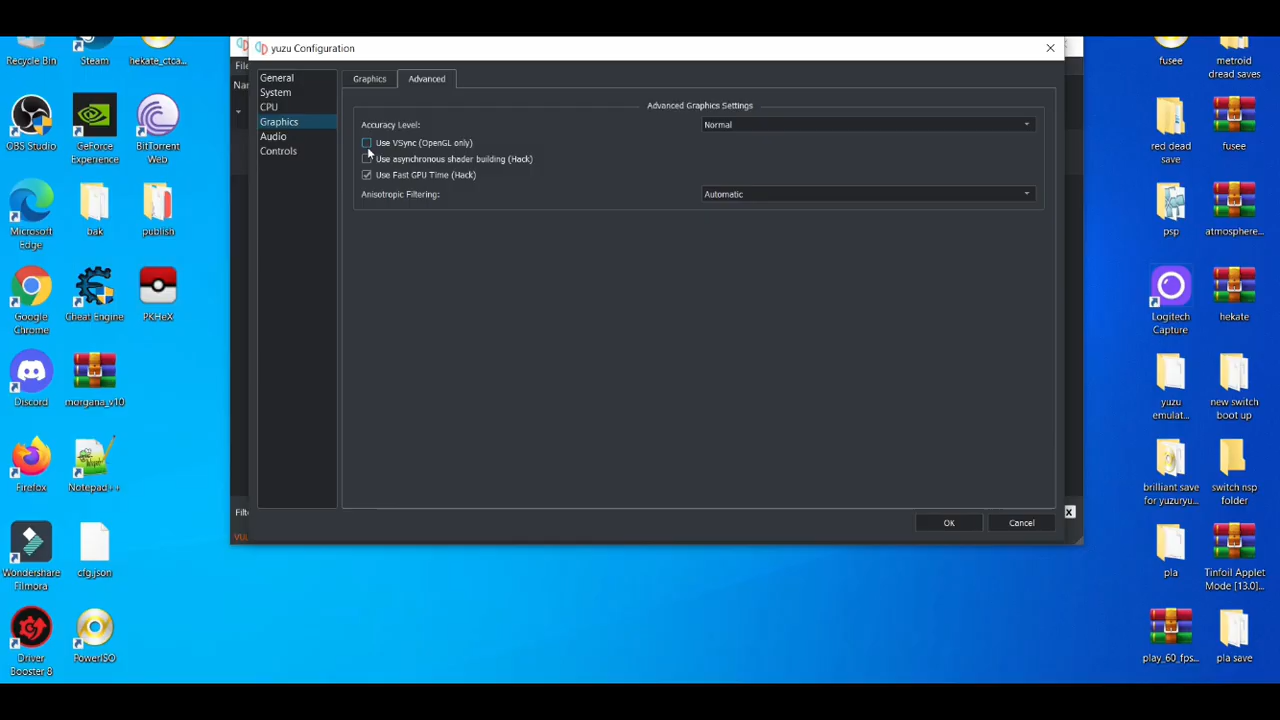 Recycle Bin
Steam
hekate_ctca...
OBS Studio
GeForce
Experience
BitTorrent
Web
Microsoft
Edge
bak
publish
Google
Chrome
Cheat Engine
PKHeX
Discord
morgana_v10
Firefox
Notepad++
Wondershare
Filmora
cfg.json
Driver
Booster 8
PowerISO
yuzu Configuration
File
Nam
General
System
CPU
Graphics
Audio
Controls
Graphics
Advanced
Advanced Graphics Settings
Accuracy Level:
Normal
Use VSync (OpenGL only)
Use asynchronous shader building (Hack)
Use Fast GPU Time (Hack)
Anisotropic Filtering:
Automatic
Filte
OK
Cancel
fusee
metroid
dread saves
red dead
save
fusee
psp
atmosphere...
Logitech
Capture
hekate
yuzu
emulat...
new switch
boot up
brilliant save
for yuzuryu...
switch nsp
folder
pla
Tinfoil Applet
Mode [13.0]...
play_60_fps...
pla save